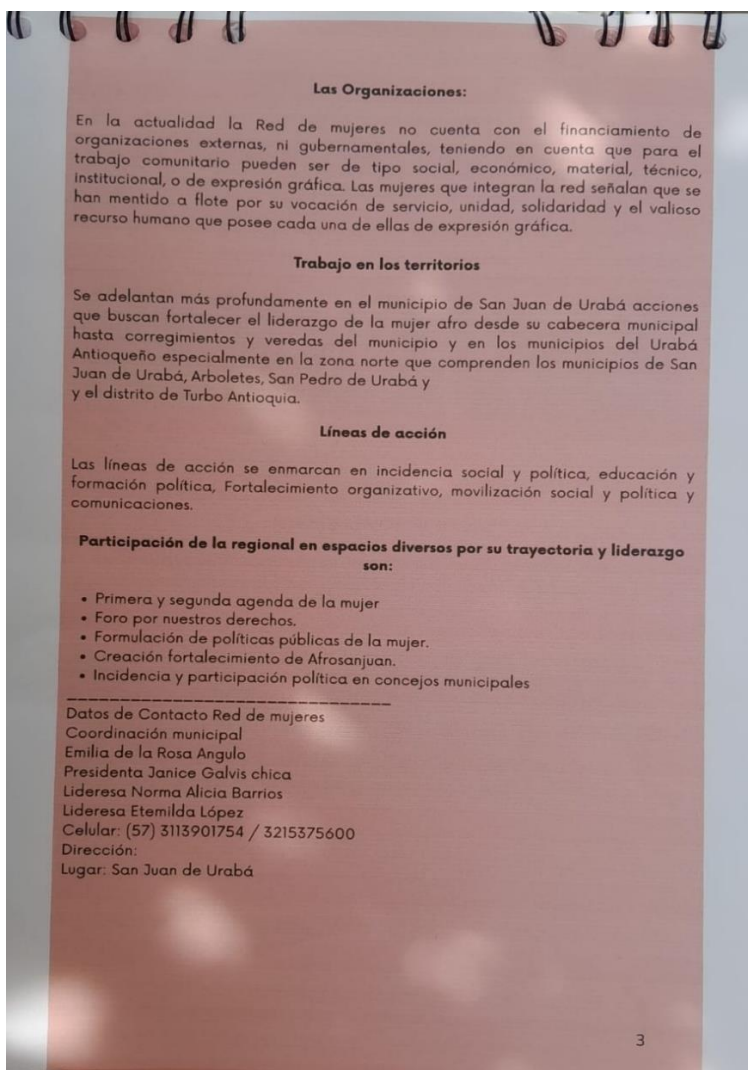 Las Organizaciones:
En la actualidad la Red de mujeres no cuenta con el financiamiento de
organizaciones externas, ni gubernamentales, teniendo en cuenta que para el
trabajo comunitario pueden ser de tipo social, económico, material, técnico,
institucional, o de expresión gráfica. Las mujeres que integran la red señalan que se
han mentido a flote por su vocación de servicio, unidad, solidaridad y el valioso
recurso humano que posee cada una de ellas de expresión gráfica.
Trabajo en los territorios
Se adelantan más profundamente en el municipio de San Juan de Urabá acciones
que buscan fortalecer el liderazgo de la mujer afro desde su cabecera municipal
hasta corregimientos y veredas del municipio y en los municipios del Urabá
Antioqueño especialmente en la zona norte que comprenden los municipios de San
Juan de Urabá, Arboletes, San Pedro de Urabá y
y el distrito de Turbo Antioquia.
Líneas de acción
Las líneas de acción se enmarcan en incidencia social y política, educación y
formación política, Fortalecimiento organizativo, movilización social y política y
comunicaciones.
Participación de la regional en espacios diversos por su trayectoria y liderazgo
son:
• Primera y segunda agenda de la mujer
• Foro por nuestros derechos.
• Formulación de políticas públicas de la mujer.
• Creación fortalecimiento de Afrosanjuan.
• Incidencia y participación política en concejos municipales
Datos de Contacto Red de mujeres
Coordinación municipal
Emilia de la Rosa Angulo
Presidenta Janice Galvis chica
Lideresa Norma Alicia Barrios
Lideresa Etemilda López
Celular: (57) 3113901754 / 3215375600
Dirección:
Lugar: San Juan de Urabá
3